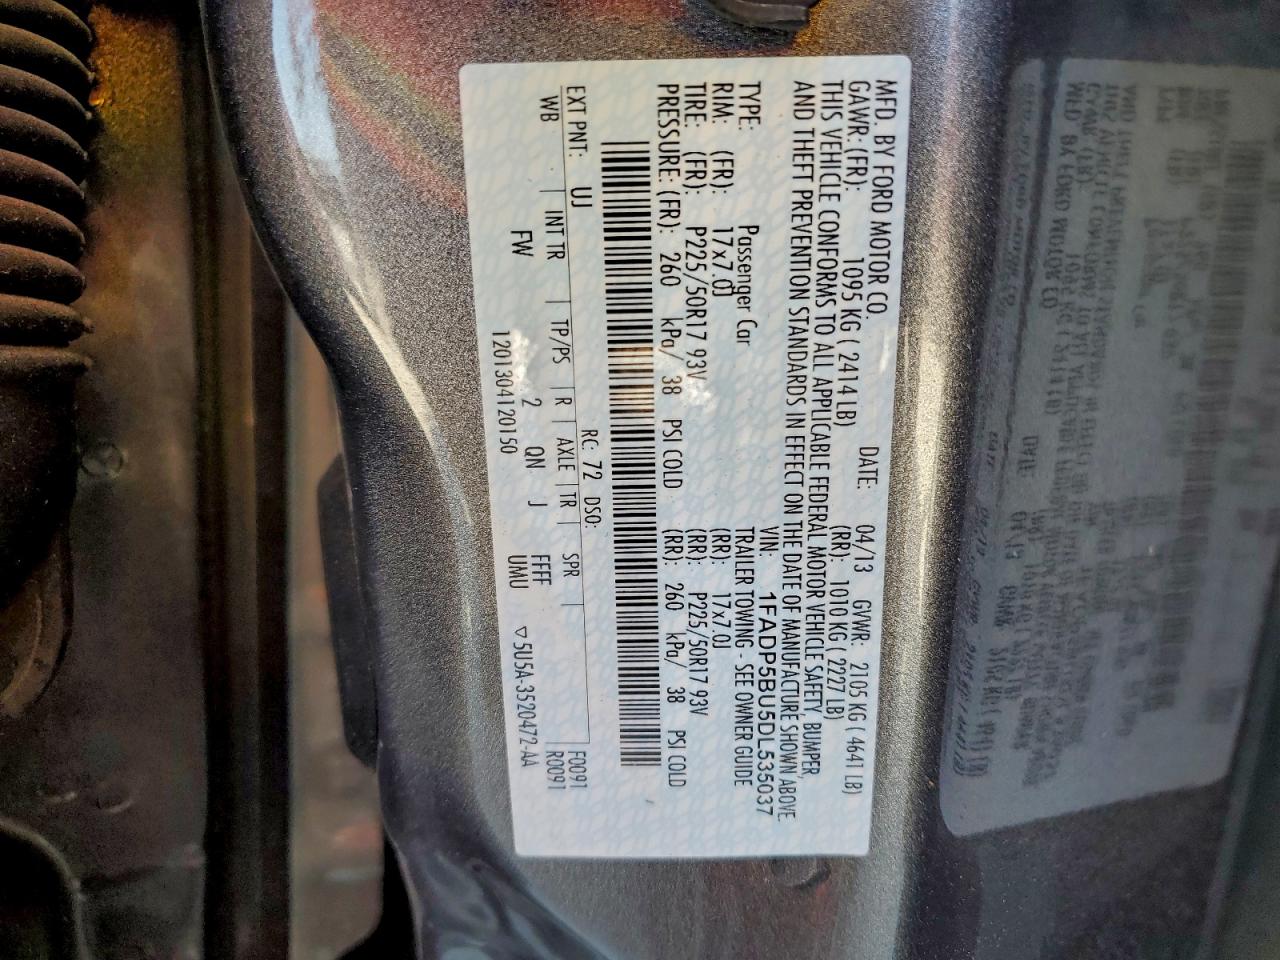 MFD. BY FORD MOTOR CO. DATE: 04/13 GVWR: 2105 KG ( 4641 LB)
GAWR: (FR): 1095 KG ( 2414 LB) (RR): 1010 KG ( 2227 LB)
THIS VEHICLE CONFORMS TO ALL APPLICABLE FEDERAL MOTOR VEHICLE SAFETY, BUMPER,
AND THEFT PREVENTION STANDARDS IN EFFECT ON THE DATE OF MANUFACTURE SHOWN ABOVE.
VIN: 1FADP5BU5DL535037
TYPE: Passenger Car TRAILER TOWING - SEE OWNER GUIDE
RIM: (FR): 17x7.0J (RR): 17x7.0J
TIRE: (FR): P225/50R17 93V (RR): P225/50R17 93V
PRESSURE: (FR): 260 kPa/ 38 PSI COLD (RR): 260 kPa/ 38 PSI COLD
EXT PNT: UJ RC: 72 DSO: F0091
WB INT TR TP/PS R AXLE TR SPR R0091
FW 2 QN J FFFF
1201304120150 UMU ▽5U5A-3520472-AA